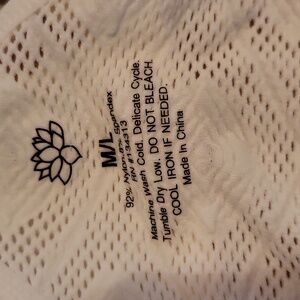 M/L
92% Nylon 8% Spandex
RN #134313
Machine Wash Cold. Delicate Cycle.
Tumble Dry Low. DO NOT BLEACH.
COOL IRON IF NEEDED.
Made In China